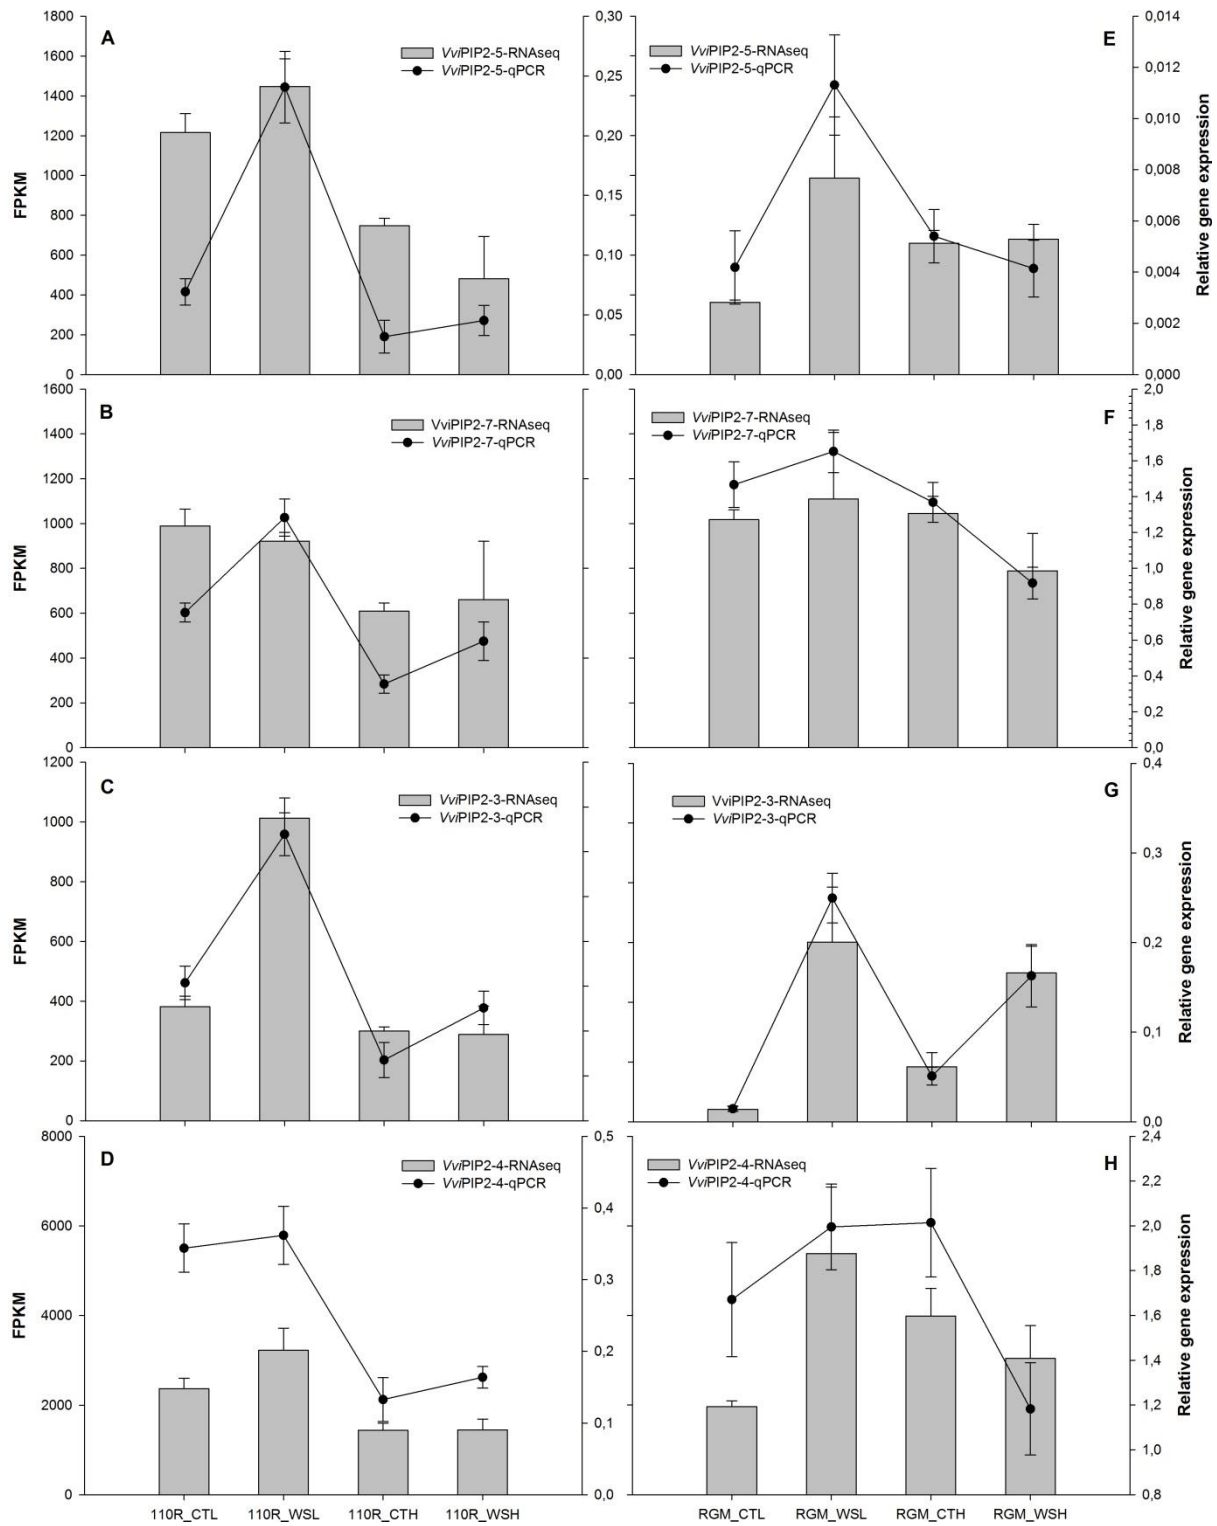 A
VviPIP2-5-RNAseq
VviPIP2-5-qPCR
FPKM
1800
1600
1400
1200
1000
800
600
400
200
0
0,30
0,25
0,20
0,15
0,10
0,05
0,00
E
VviPIP2-5-RNAseq
VviPIP2-5-qPCR
0,014
0,012
0,010
0,008
0,006
0,004
0,002
0,000
Relative gene expression
B
VviPIP2-7-RNAseq
VviPIP2-7-qPCR
FPKM
1600
1400
1200
1000
800
600
400
200
0
F
VviPIP2-7-RNAseq
VviPIP2-7-qPCR
2,0
1,8
1,6
1,4
1,2
1,0
0,8
0,6
0,4
0,2
0,0
Relative gene expression
C
VviPIP2-3-RNAseq
VviPIP2-3-qPCR
FPKM
1200
1000
800
600
400
200
0
G
VviPIP2-3-RNAseq
VviPIP2-3-qPCR
0,4
0,3
0,2
0,1
0,0
Relative gene expression
D
VviPIP2-4-RNAseq
VviPIP2-4-qPCR
FPKM
8000
6000
4000
2000
0
0,5
0,4
0,3
0,2
0,1
0,0
110R_CTL 110R_WSL 110R_CTH 110R_WSH
H
VviPIP2-4-RNAseq
VviPIP2-4-qPCR
2,4
2,2
2,0
1,8
1,6
1,4
1,2
1,0
0,8
Relative gene expression
RGM_CTL RGM_WSL RGM_CTH RGM_WSH